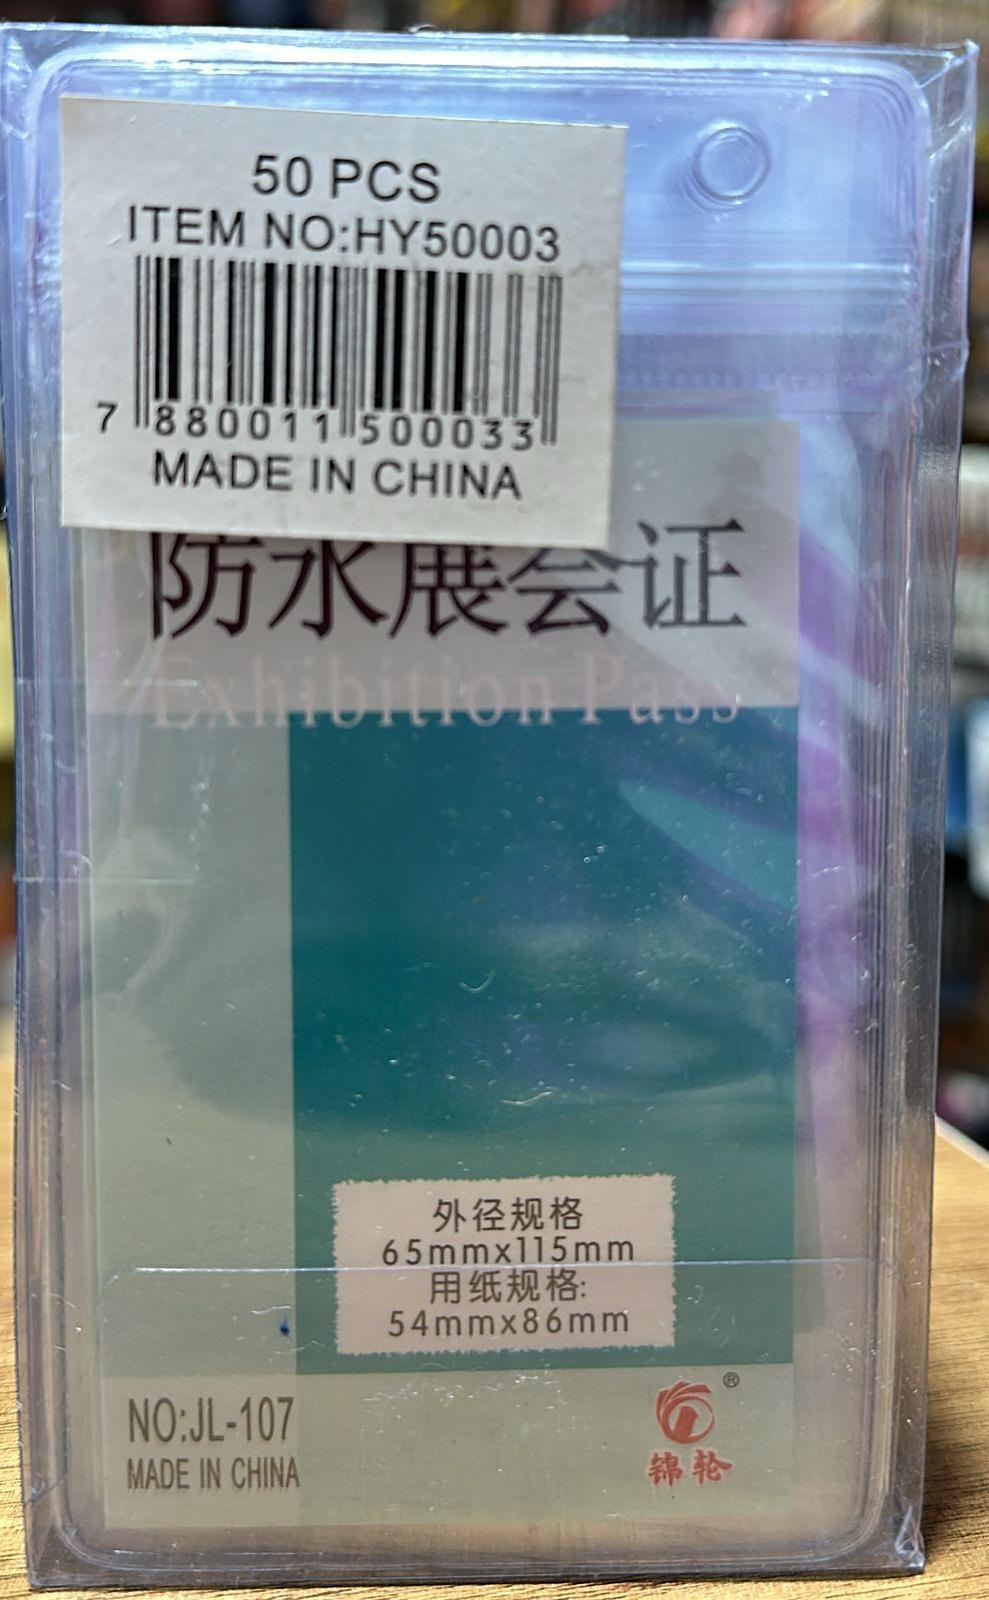 50 PCS
ITEM NO:HY50003
7 880011 500033
MADE IN CHINA
防水展会证
Exhibition Pass
外径规格
65mmx115mm
用纸规格:
54mmx86mm
NO:JL-107
MADE IN CHINA
®
锦轮